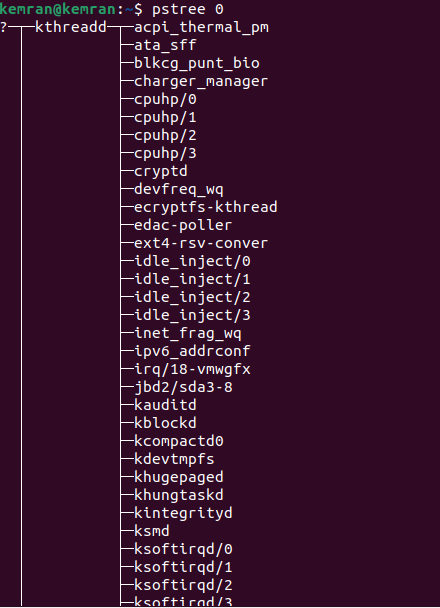 kemran@kemran:~$ pstree 0
?─┬─kthreadd─┬─acpi_thermal_pm
├─ata_sff
├─blkcg_punt_bio
├─charger_manager
├─cpuhp/0
├─cpuhp/1
├─cpuhp/2
├─cpuhp/3
├─cryptd
├─devfreq_wq
├─ecryptfs-kthread
├─edac-poller
├─ext4-rsv-conver
├─idle_inject/0
├─idle_inject/1
├─idle_inject/2
├─idle_inject/3
├─inet_frag_wq
├─ipv6_addrconf
├─irq/18-vmwgfx
├─jbd2/sda3-8
├─kauditd
├─kblockd
├─kcompactd0
├─kdevtmpfs
├─khugepaged
├─khungtaskd
├─kintegrityd
├─ksmd
├─ksoftirqd/0
├─ksoftirqd/1
├─ksoftirqd/2
├─ksoftirqd/3